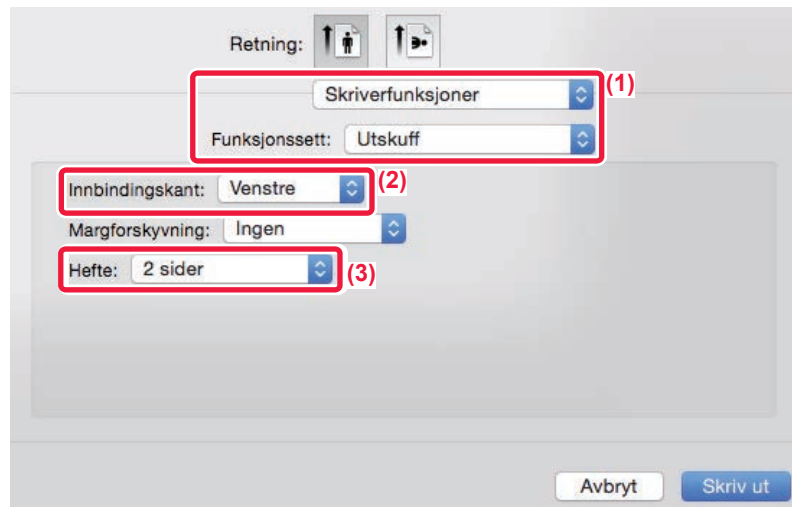 Retning:
Skriverfunksjoner (1)
Funksjonssett: Utskuff
Innbindingskant: Venstre (2)
Margforskyvning: Ingen
Hefte: 2 sider (3)
Avbryt Skriv ut